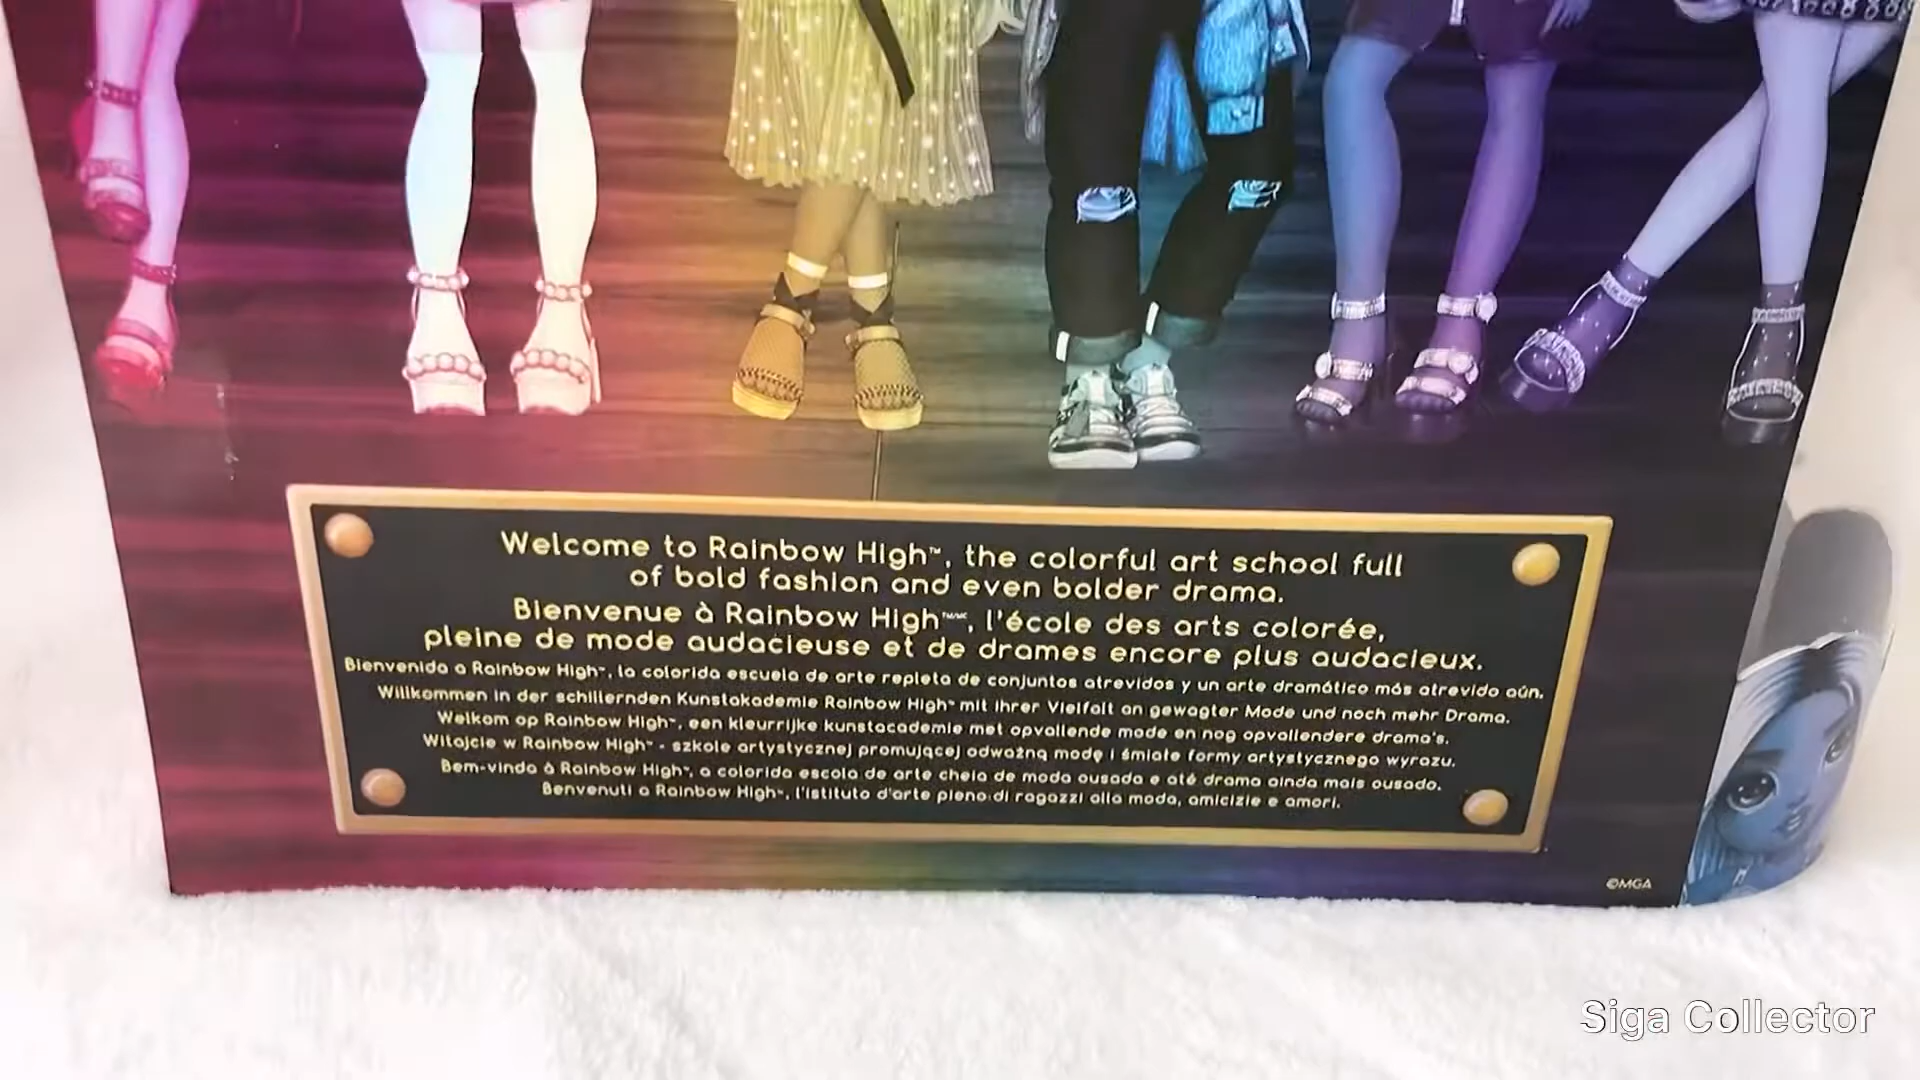 Welcome to Rainbow High™, the colorful art school full
of bold fashion and even bolder drama.
Bienvenue à Rainbow High™/MC, l'école des arts colorée,
pleine de mode audacieuse et de drames encore plus audacieux.
Bienvenida a Rainbow High™, la colorida escuela de arte repleta de conjuntos atrevidos y un arte dramático más atrevido aún.
Willkommen in der schillernden Kunstakademie Rainbow High™ mit ihrer Vielfalt an gewagter Mode und noch mehr Drama.
Welkom op Rainbow High™, een kleurrijke kunstacademie met opvallende mode en nog opvallendere drama's.
Witajcie w Rainbow High™ - szkole artystycznej promującej odważną modę i śmiałe formy artystycznego wyrazu.
Bem-vinda à Rainbow High™, a colorida escola de arte cheia de moda ousada e até drama ainda mais ousado.
Benvenuti a Rainbow High™, l'istituto d'arte pieno di ragazzi alla moda, amicizie e amori.
©MGA
Siga Collector